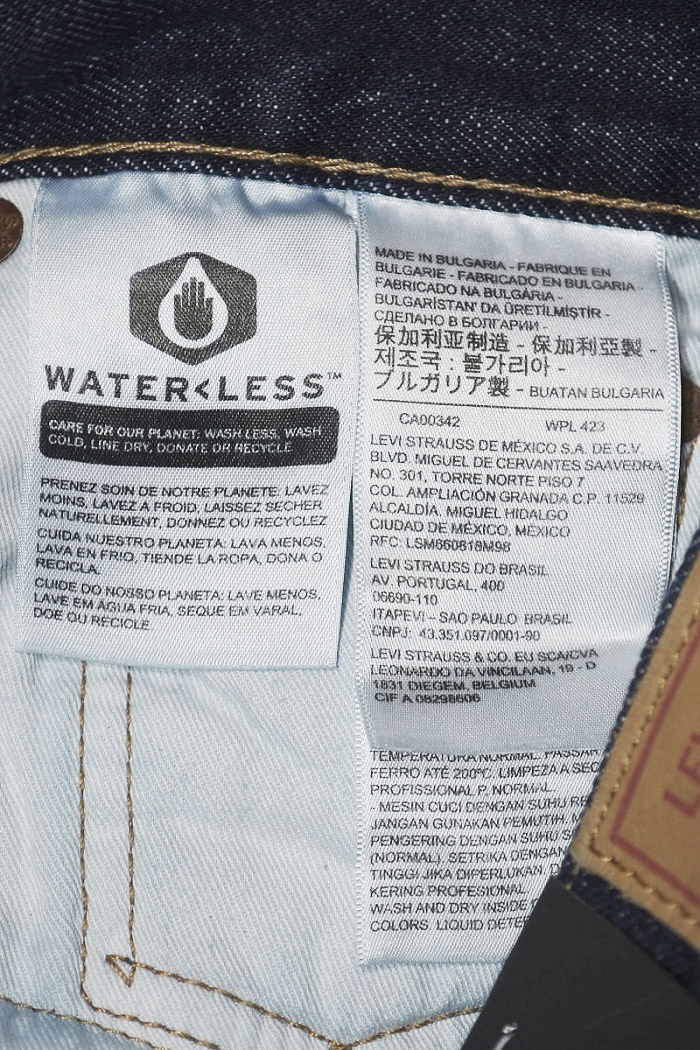 WATER<LESS™
CARE FOR OUR PLANET: WASH LESS, WASH
COLD, LINE DRY, DONATE OR RECYCLE
PRENEZ SOIN DE NOTRE PLANETE: LAVEZ
MOINS, LAVEZ A FROID, LAISSEZ SECHER
NATURELLEMENT, DONNEZ OU RECYCLEZ
CUIDA NUESTRO PLANETA: LAVA MENOS,
LAVA EN FRIO, TIENDE LA ROPA, DONA O
RECICLA.
CUIDE DO NOSSO PLANETA: LAVE MENOS,
LAVE EM AGUA FRIA, SEQUE EM VARAL,
DOE OU RECICLE.
MADE IN BULGARIA - FABRIQUE EN
BULGARIE - FABRICADO EN BULGARIA -
FABRICADO NA BULGÁRIA -
BULGARİSTAN' DA ÜRETİLMİŞTİR -
СДЕЛАНО В БОЛГАРИИ -
保加利亚制造 - 保加利亞製 -
제조국 : 불가리아 -
ブルガリア製 - BUATAN BULGARIA
CA00342 WPL 423
LEVI STRAUSS DE MÉXICO S.A. DE C.V.
BLVD. MIGUEL DE CERVANTES SAAVEDRA
NO. 301, TORRE NORTE PISO 7
COL. AMPLIACIÓN GRANADA C.P. 11529
ALCALDÍA. MIGUEL HIDALGO
CIUDAD DE MÉXICO, MÉXICO
RFC: LSM860818M98
LEVI STRAUSS DO BRASIL
AV. PORTUGAL, 400
06690-110
ITAPEVI – SAO PAULO BRASIL
CNPJ: 43.351.097/0001-90
LEVI STRAUSS & CO. EU SCA/CVA
LEONARDO DA VINCILAAN, 19 - D
1831 DIEGEM, BELGIUM
CIF A 08298606
TEMPERATURA NORMAL. PASSAR
FERRO ATÉ 200ºC. LIMPEZA A SEC
PROFISSIONAL P. NORMAL.
- MESIN CUCI DENGAN SUHU
JANGAN GUNAKAN PEMUTIH.
PENGERING DENGAN SUHU
(NORMAL). SETRIKA DENGAN
TINGGI JIKA DIPERLUKAN.
KERING PROFESIONAL
WASH AND DRY INSIDE
COLORS. LIQUID